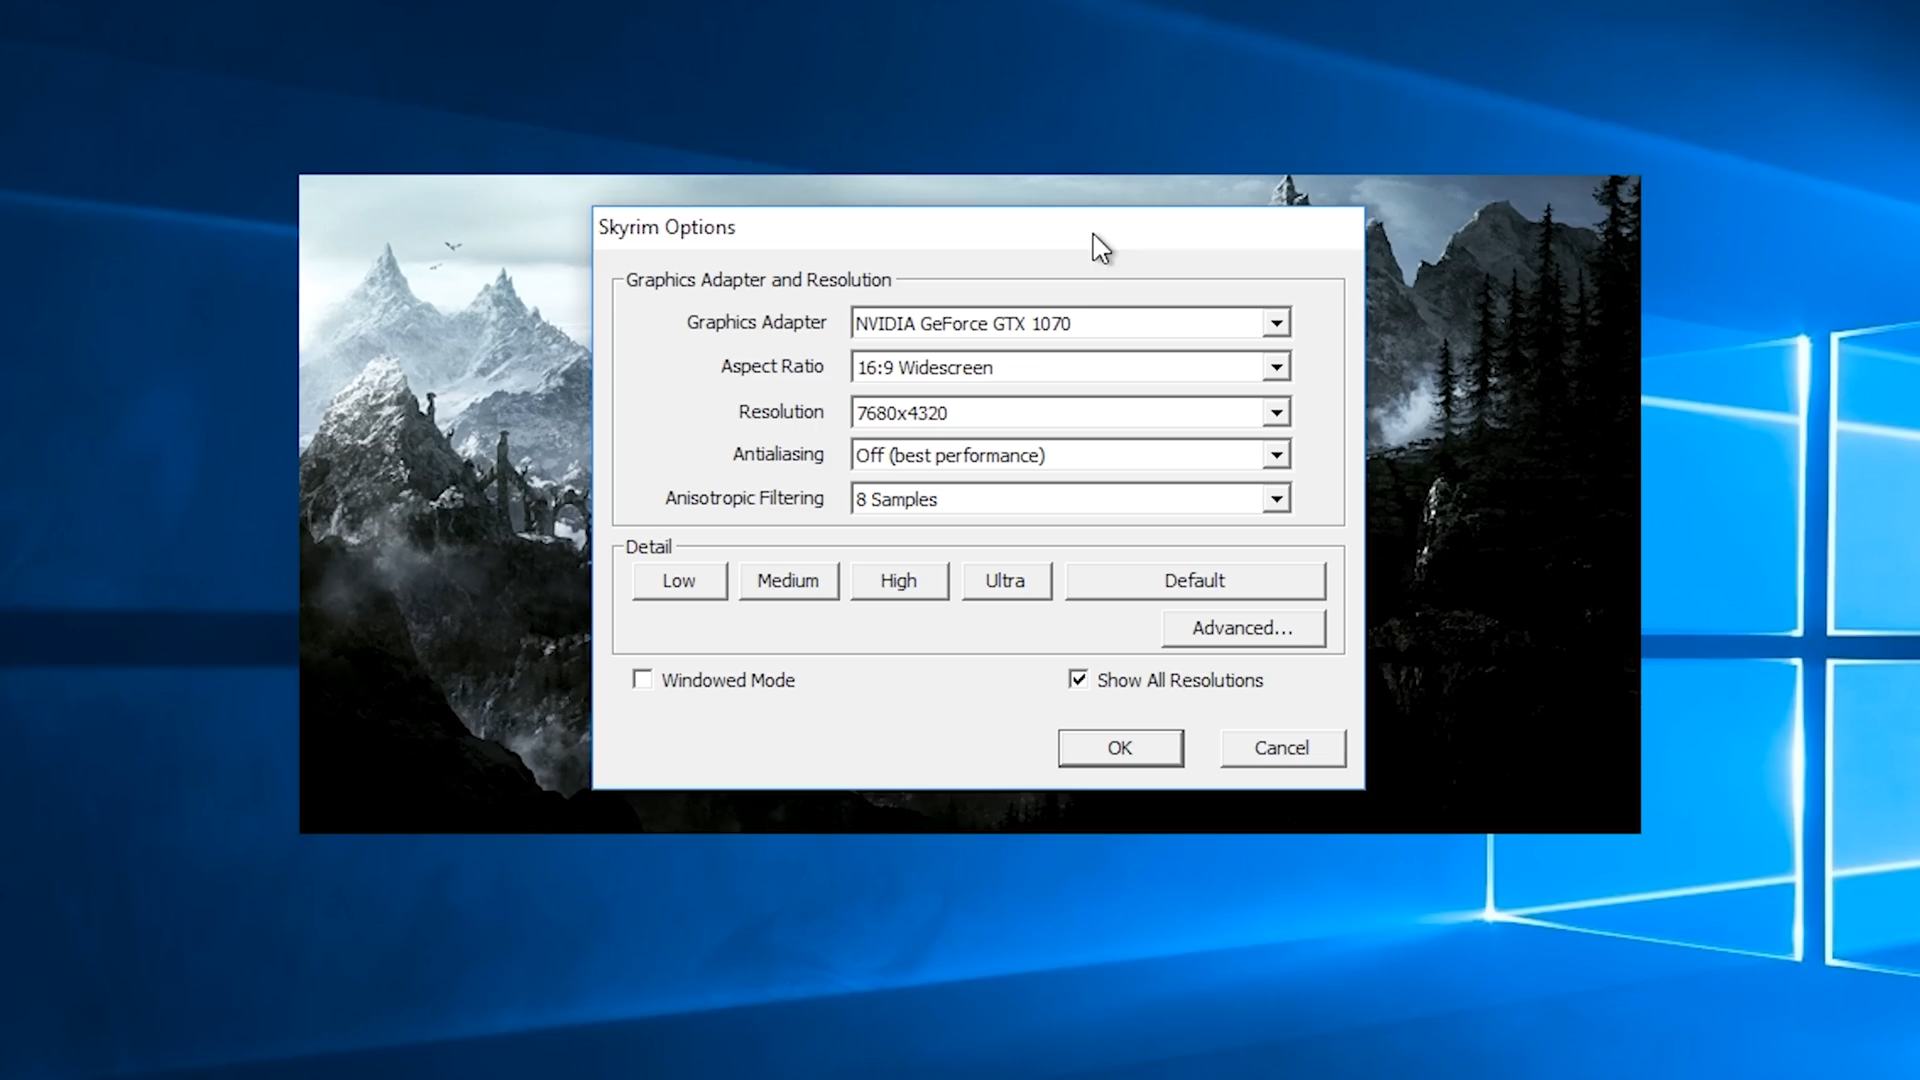 Skyrim Options
Graphics Adapter and Resolution
Graphics Adapter NVIDIA GeForce GTX 1070
Aspect Ratio 16:9 Widescreen
Resolution 7680x4320
Antialiasing Off (best performance)
Anisotropic Filtering 8 Samples
Detail
Low Medium High Ultra Default
Advanced...
Windowed Mode Show All Resolutions
OK Cancel